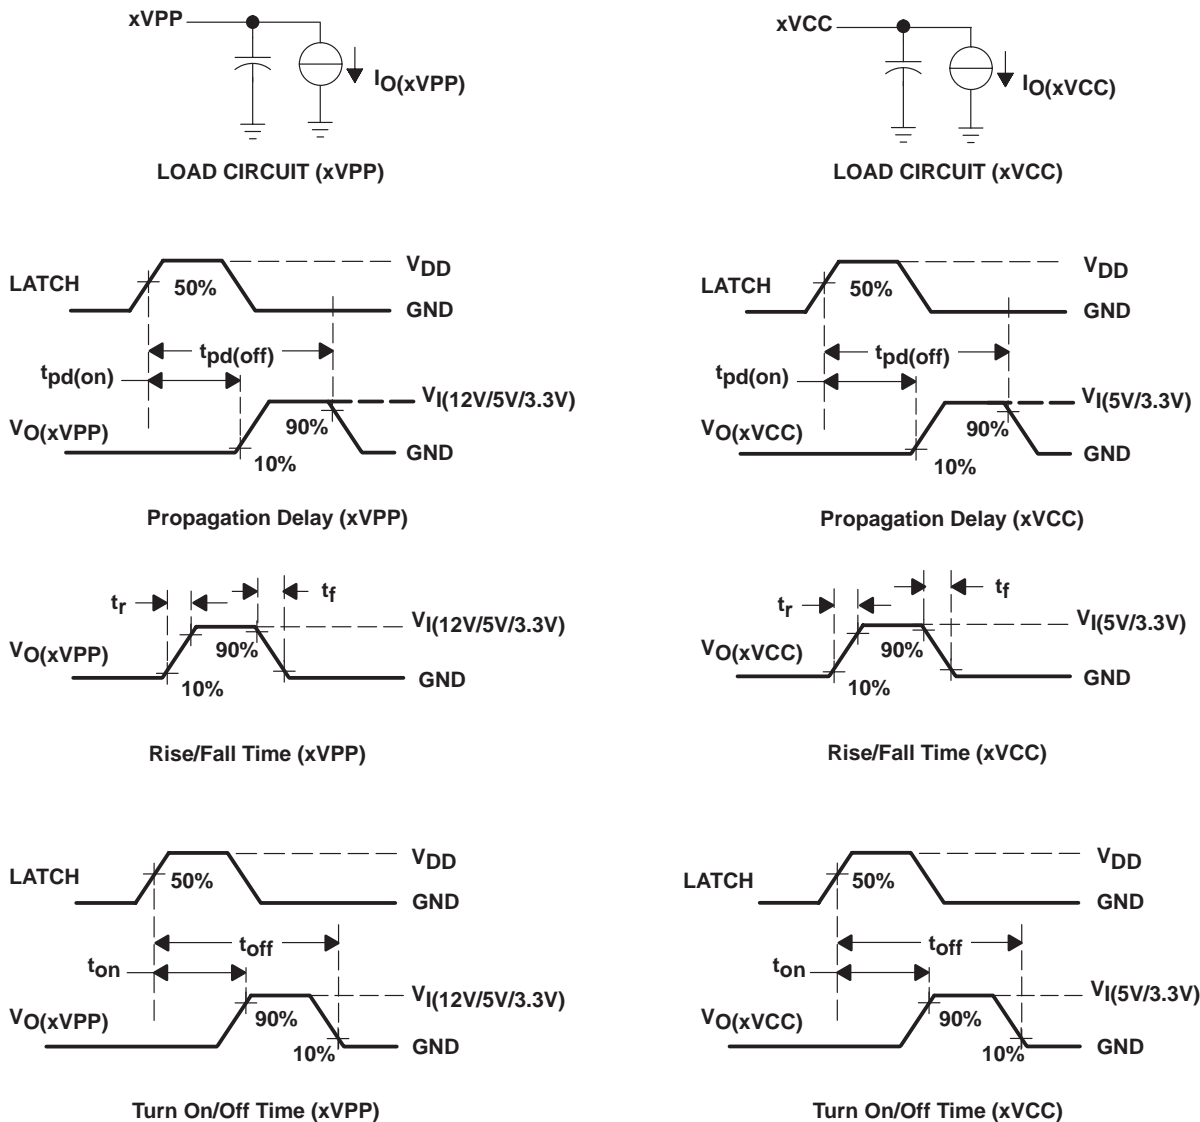 xVPP
IO(xVPP)
LOAD CIRCUIT (xVPP)
xVCC
IO(xVCC)
LOAD CIRCUIT (xVCC)
LATCH
50%
VDD
GND
tpd(off)
tpd(on)
VI(12V/5V/3.3V)
VO(xVPP)
90%
10%
GND
Propagation Delay (xVPP)
LATCH
50%
VDD
GND
tpd(off)
tpd(on)
VI(5V/3.3V)
VO(xVCC)
90%
10%
GND
Propagation Delay (xVCC)
tr
tf
VI(12V/5V/3.3V)
VO(xVPP)
90%
10%
GND
Rise/Fall Time (xVPP)
tr
tf
VI(5V/3.3V)
VO(xVCC)
90%
10%
GND
Rise/Fall Time (xVCC)
LATCH
50%
VDD
GND
toff
ton
VI(12V/5V/3.3V)
VO(xVPP)
90%
10%
GND
Turn On/Off Time (xVPP)
LATCH
50%
VDD
GND
toff
ton
VI(5V/3.3V)
VO(xVCC)
90%
10%
GND
Turn On/Off Time (xVCC)